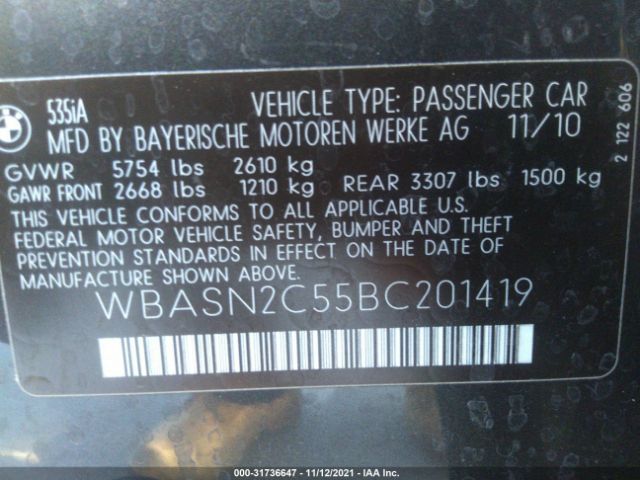 BMW
535iA VEHICLE TYPE: PASSENGER CAR
MFD BY BAYERISCHE MOTOREN WERKE AG 11/10
GVWR 5754 lbs 2610 kg
GAWR FRONT 2668 lbs 1210 kg REAR 3307 lbs 1500 kg
THIS VEHICLE CONFORMS TO ALL APPLICABLE U.S.
FEDERAL MOTOR VEHICLE SAFETY, BUMPER AND THEFT
PREVENTION STANDARDS IN EFFECT ON THE DATE OF
MANUFACTURE SHOWN ABOVE.
WBASN2C55BC201419
2 122 606
000-31736647 - 11/12/2021 - IAA Inc.